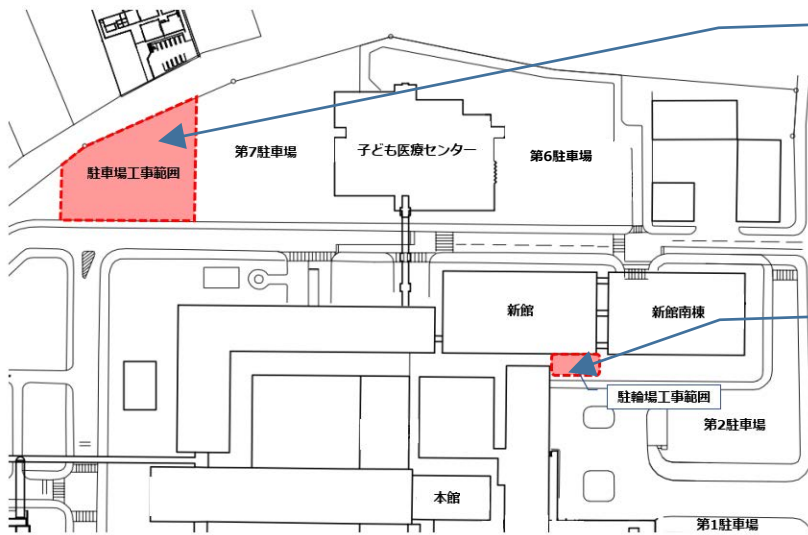 第7駐車場
子ども医療センター
第6駐車場
駐車場工事範囲
新館
新館南棟
駐輪場工事範囲
第2駐車場
本館
第1駐車場